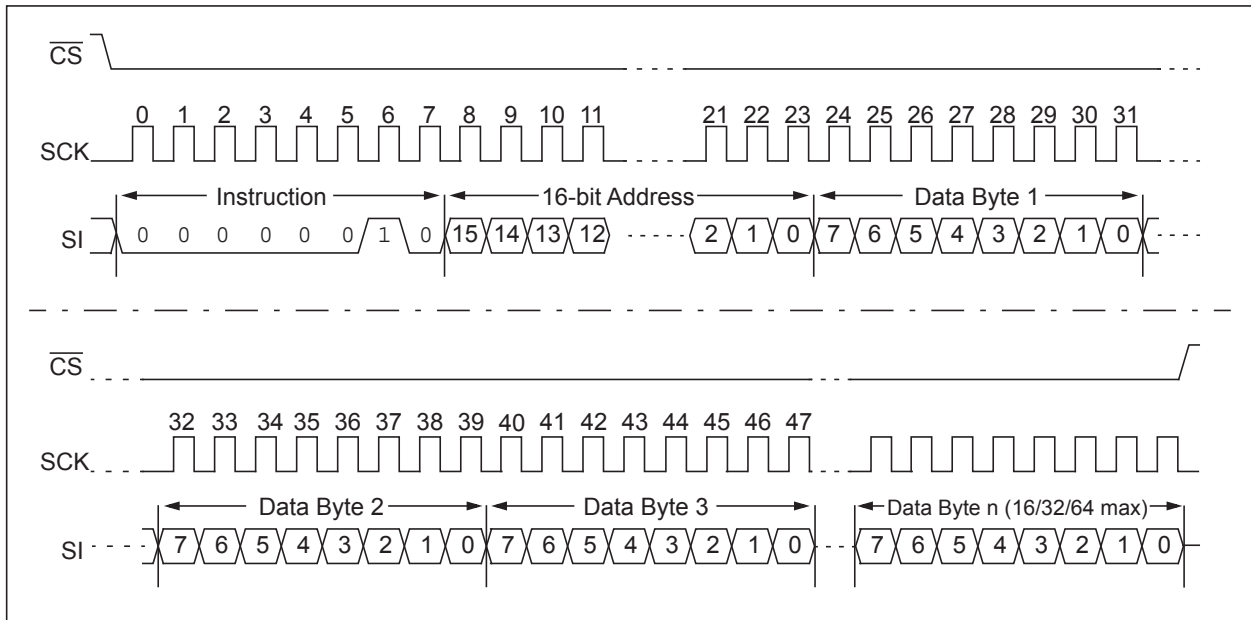 CS
0 1 2 3 4 5 6 7 8 9 10 11 21 22 23 24 25 26 27 28 29 30 31
SCK
Instruction 16-bit Address Data Byte 1
SI 0 0 0 0 0 0 1 0 15 14 13 12 2 1 0 7 6 5 4 3 2 1 0
CS
32 33 34 35 36 37 38 39 40 41 42 43 44 45 46 47
SCK
Data Byte 2 Data Byte 3 Data Byte n (16/32/64 max)
SI 7 6 5 4 3 2 1 0 7 6 5 4 3 2 1 0 7 6 5 4 3 2 1 0